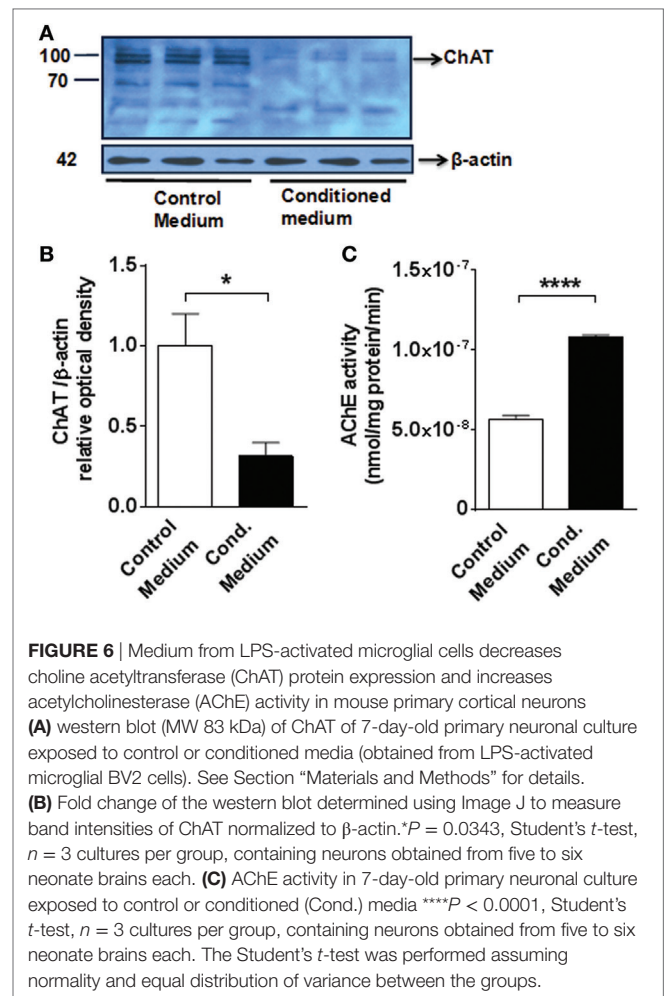 A
100
70
ChAT
42
β-actin
Control
Medium
Conditioned
medium
B
ChAT /β-actin
relative optical density
1.5
1.0
0.5
0.0
*
Control
Medium
Cond.
Medium
C
AChE activity
(nmol/mg protein/min)
1.5x10-7
1.0x10-7
5.0x10-8
0
****
Control
Medium
Cond.
Medium
FIGURE 6 | Medium from LPS-activated microglial cells decreases
choline acetyltransferase (ChAT) protein expression and increases
acetylcholinesterase (AChE) activity in mouse primary cortical neurons
(A) western blot (MW 83 kDa) of ChAT of 7-day-old primary neuronal culture
exposed to control or conditioned media (obtained from LPS-activated
microglial BV2 cells). See Section “Materials and Methods” for details.
(B) Fold change of the western blot determined using Image J to measure
band intensities of ChAT normalized to β-actin.*P = 0.0343, Student’s t-test,
n = 3 cultures per group, containing neurons obtained from five to six
neonate brains each. (C) AChE activity in 7-day-old primary neuronal culture
exposed to control or conditioned (Cond.) media ****P < 0.0001, Student’s
t-test, n = 3 cultures per group, containing neurons obtained from five to six
neonate brains each. The Student’s t-test was performed assuming
normality and equal distribution of variance between the groups.